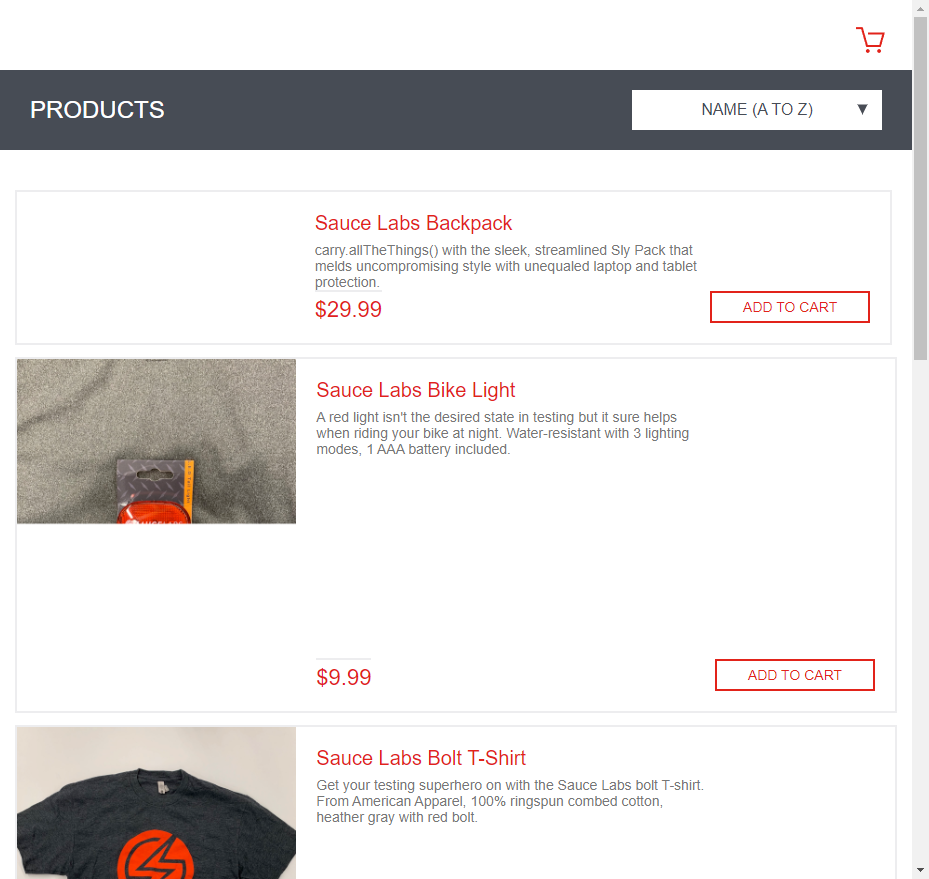 PRODUCTS
NAME (A TO Z)
Sauce Labs Backpack
carry.allTheThings() with the sleek, streamlined Sly Pack that
melds uncompromising style with unequaled laptop and tablet
protection.
$29.99
ADD TO CART
Sauce Labs Bike Light
A red light isn't the desired state in testing but it sure helps
when riding your bike at night. Water-resistant with 3 lighting
modes, 1 AAA battery included.
$9.99
ADD TO CART
Sauce Labs Bolt T-Shirt
Get your testing superhero on with the Sauce Labs bolt T-shirt.
From American Apparel, 100% ringspun combed cotton,
heather gray with red bolt.